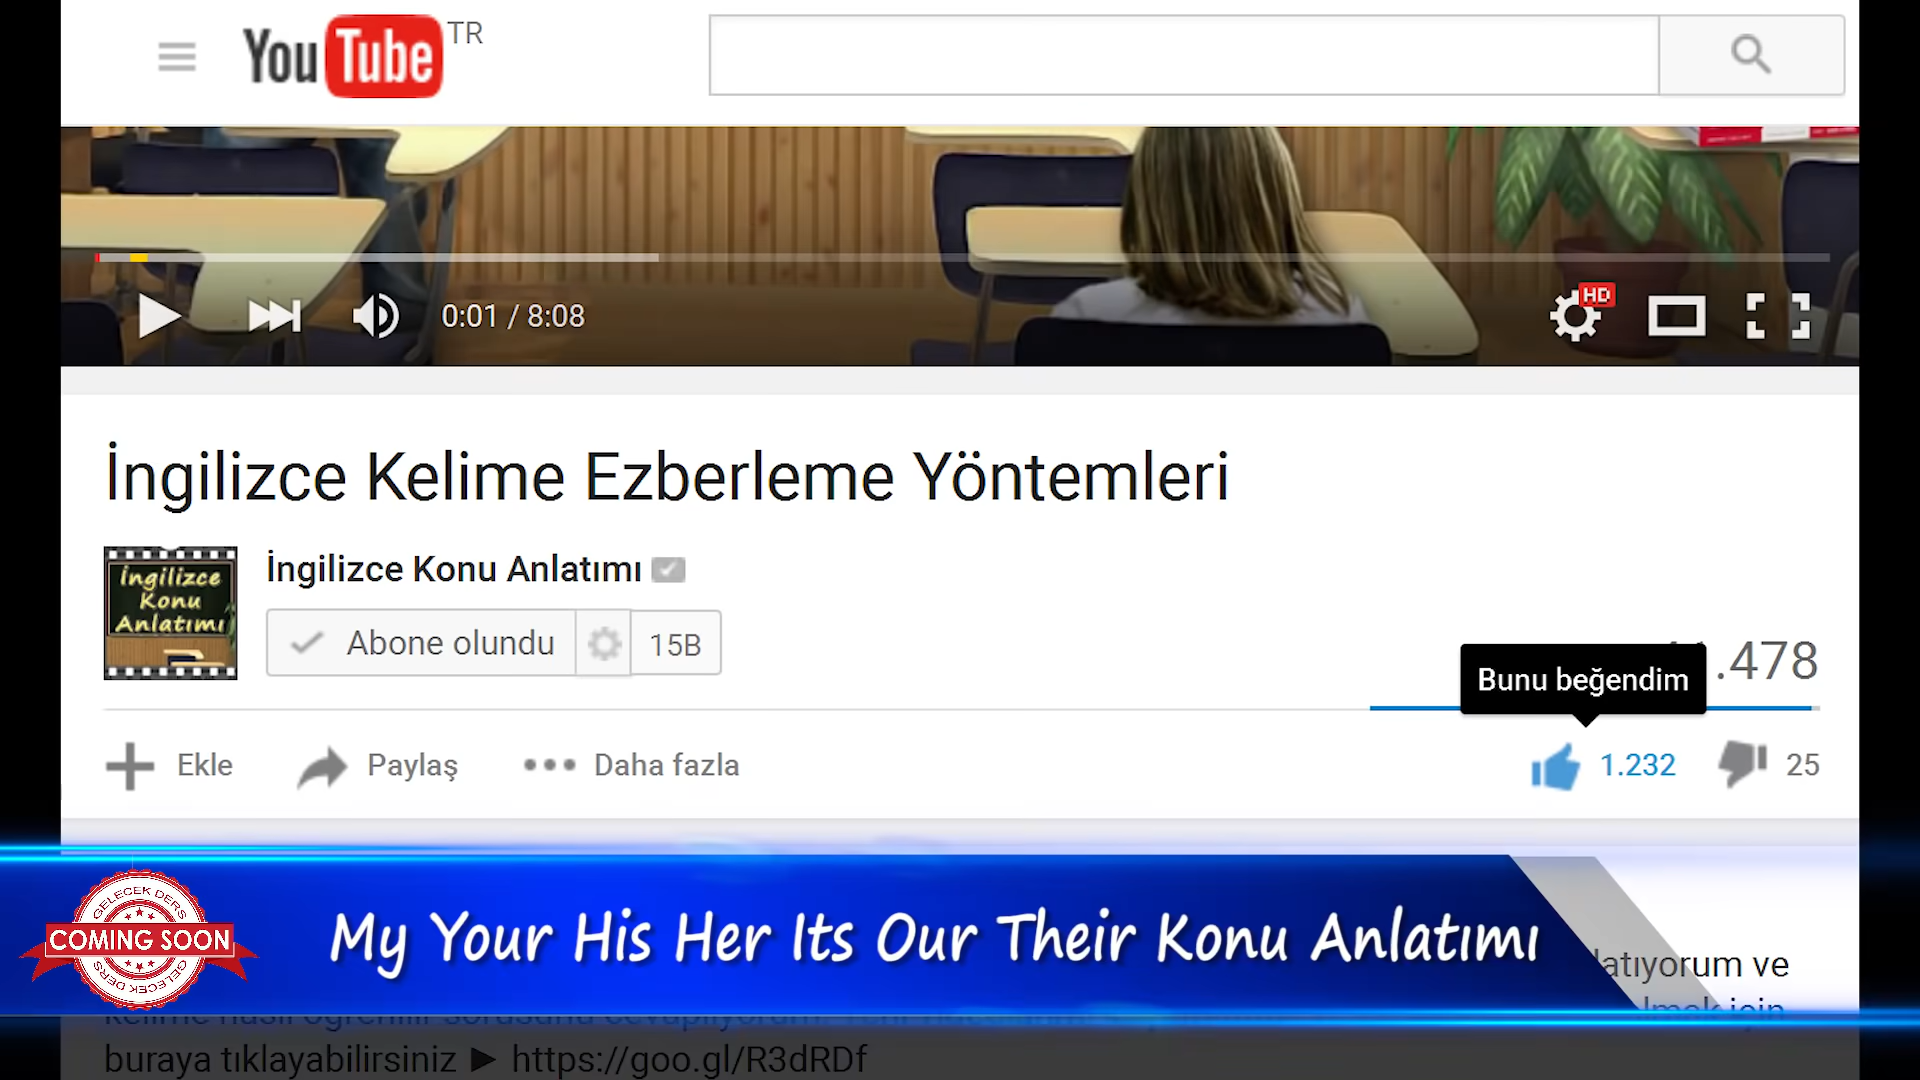 YouTube TR
0:01 / 8:08
HD
İngilizce Kelime Ezberleme Yöntemleri
İngilizce
Konu
Anlatımı
İngilizce Konu Anlatımı
Abone olundu
15B
.478
Bunu beğendim
Ekle
Paylaş
Daha fazla
1.232
25
GELECEK DERS
COMING SOON
GELECEK DERS
My Your His Her Its Our Their Konu Anlatımı
latıyorum ve
buraya tıklayabilirsiniz ► https://goo.gl/R3dRDf